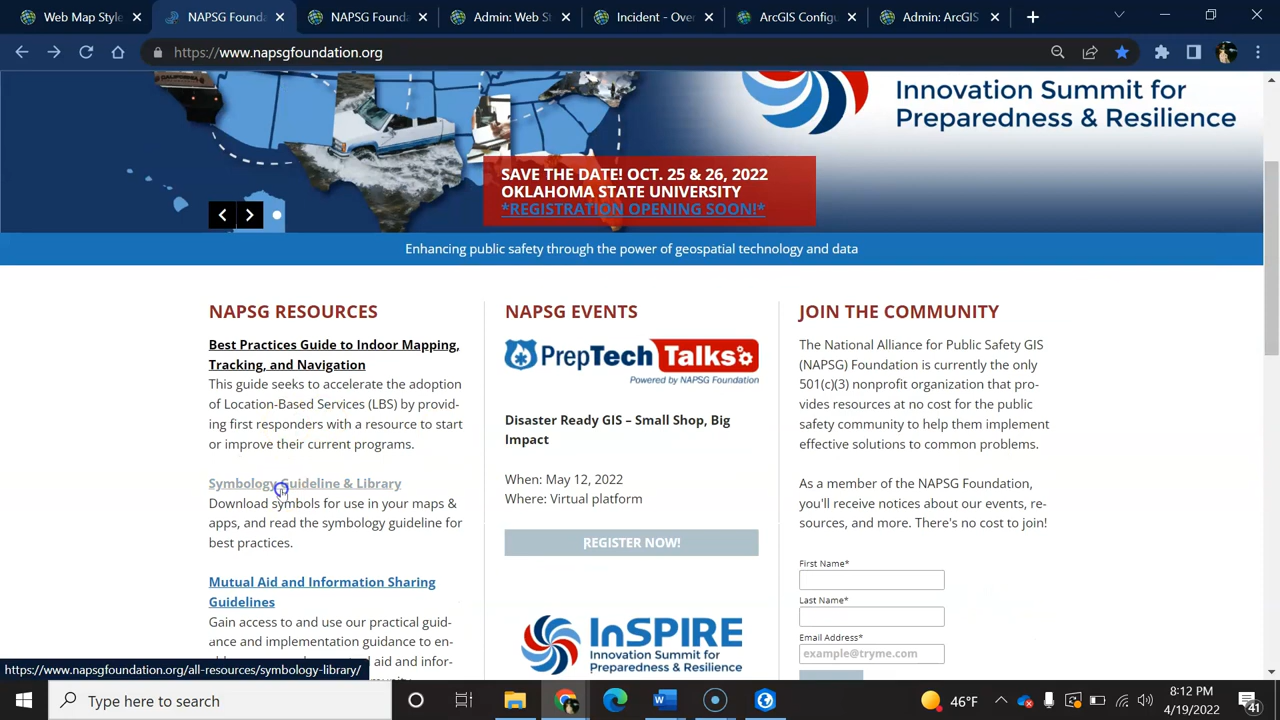 Web Map Style
NAPSG Found
NAPSG Found
Admin: Web S
Incident - Over
ArcGIS Config
Admin: ArcGIS
https://www.napsgfoundation.org
Innovation Summit for
Preparedness & Resilience
SAVE THE DATE! OCT. 25 & 26, 2022
OKLAHOMA STATE UNIVERSITY
*REGISTRATION OPENING SOON!*
Enhancing public safety through the power of geospatial technology and data
NAPSG RESOURCES
Best Practices Guide to Indoor Mapping,
Tracking, and Navigation
This guide seeks to accelerate the adoption
of Location-Based Services (LBS) by provid-
ing first responders with a resource to start
or improve their current programs.
Symbology Guideline & Library
Download symbols for use in your maps &
apps, and read the symbology guideline for
best practices.
Mutual Aid and Information Sharing
Guidelines
Gain access to and use our practical guid-
ance and implementation guidance to en-
aid and infor-
NAPSG EVENTS
PrepTech Talks
Powered by NAPSG Foundation
Disaster Ready GIS – Small Shop, Big
Impact
When: May 12, 2022
Where: Virtual platform
REGISTER NOW!
InSPIRE
Innovation Summit for
Preparedness & Resilience
JOIN THE COMMUNITY
The National Alliance for Public Safety GIS
(NAPSG) Foundation is currently the only
501(c)(3) nonprofit organization that pro-
vides resources at no cost for the public
safety community to help them implement
effective solutions to common problems.
As a member of the NAPSG Foundation,
you'll receive notices about our events, re-
sources, and more. There's no cost to join!
First Name*
Last Name*
Email Address*
example@tryme.com
https://www.napsgfoundation.org/all-resources/symbology-library/
Type here to search
46°F
8:12 PM
4/19/2022
41